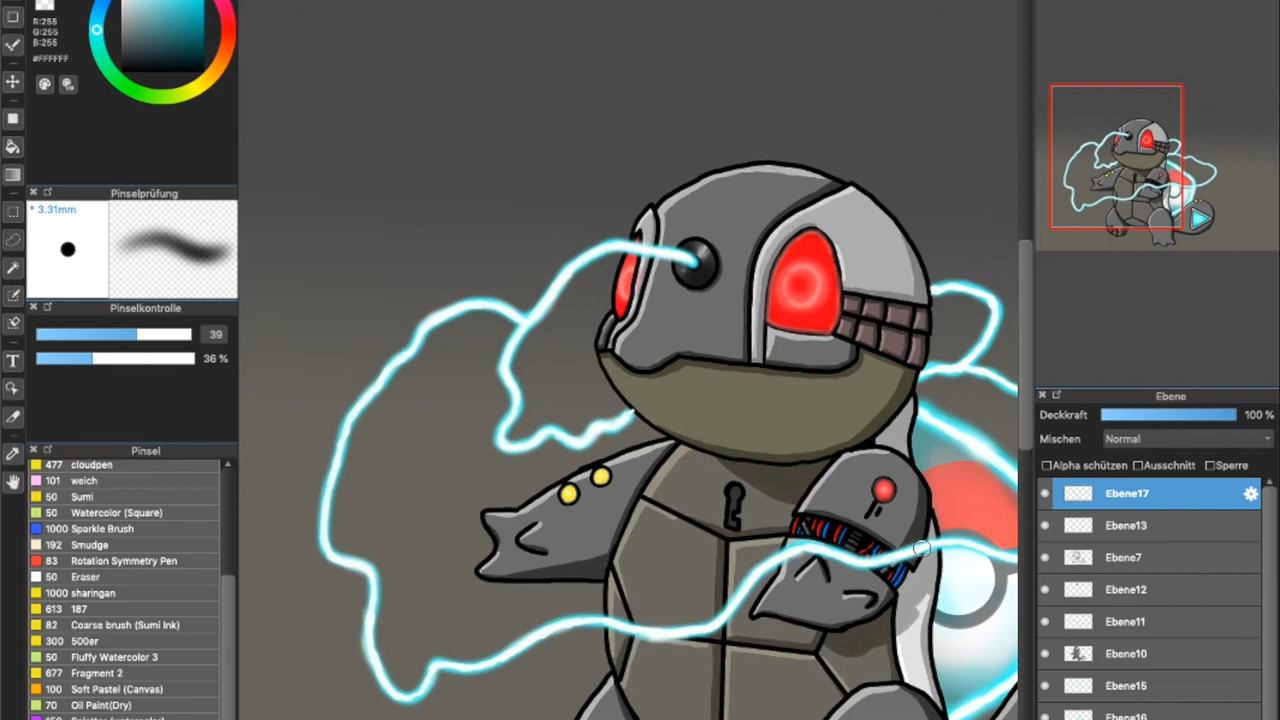 R:255
G:255
B:255
#FFFFFF
Pinselprüfung
* 3.31mm
Pinselkontrolle
39
36 %
Pinsel
477 cloudpen
101 weich
50 Sumi
50 Watercolor (Square)
1000 Sparkle Brush
192 Smudge
83 Rotation Symmetry Pen
50 Eraser
1000 sharingan
613 187
82 Coarse brush (Sumi Ink)
300 500er
50 Fluffy Watercolor 3
677 Fragment 2
100 Soft Pastel (Canvas)
70 Oil Paint(Dry)
Ebene
Deckkraft 100 %
Mischen Normal
Alpha schützen Ausschnitt Sperre
Ebene17
Ebene13
Ebene7
Ebene12
Ebene11
Ebene10
Ebene15
Ebene16